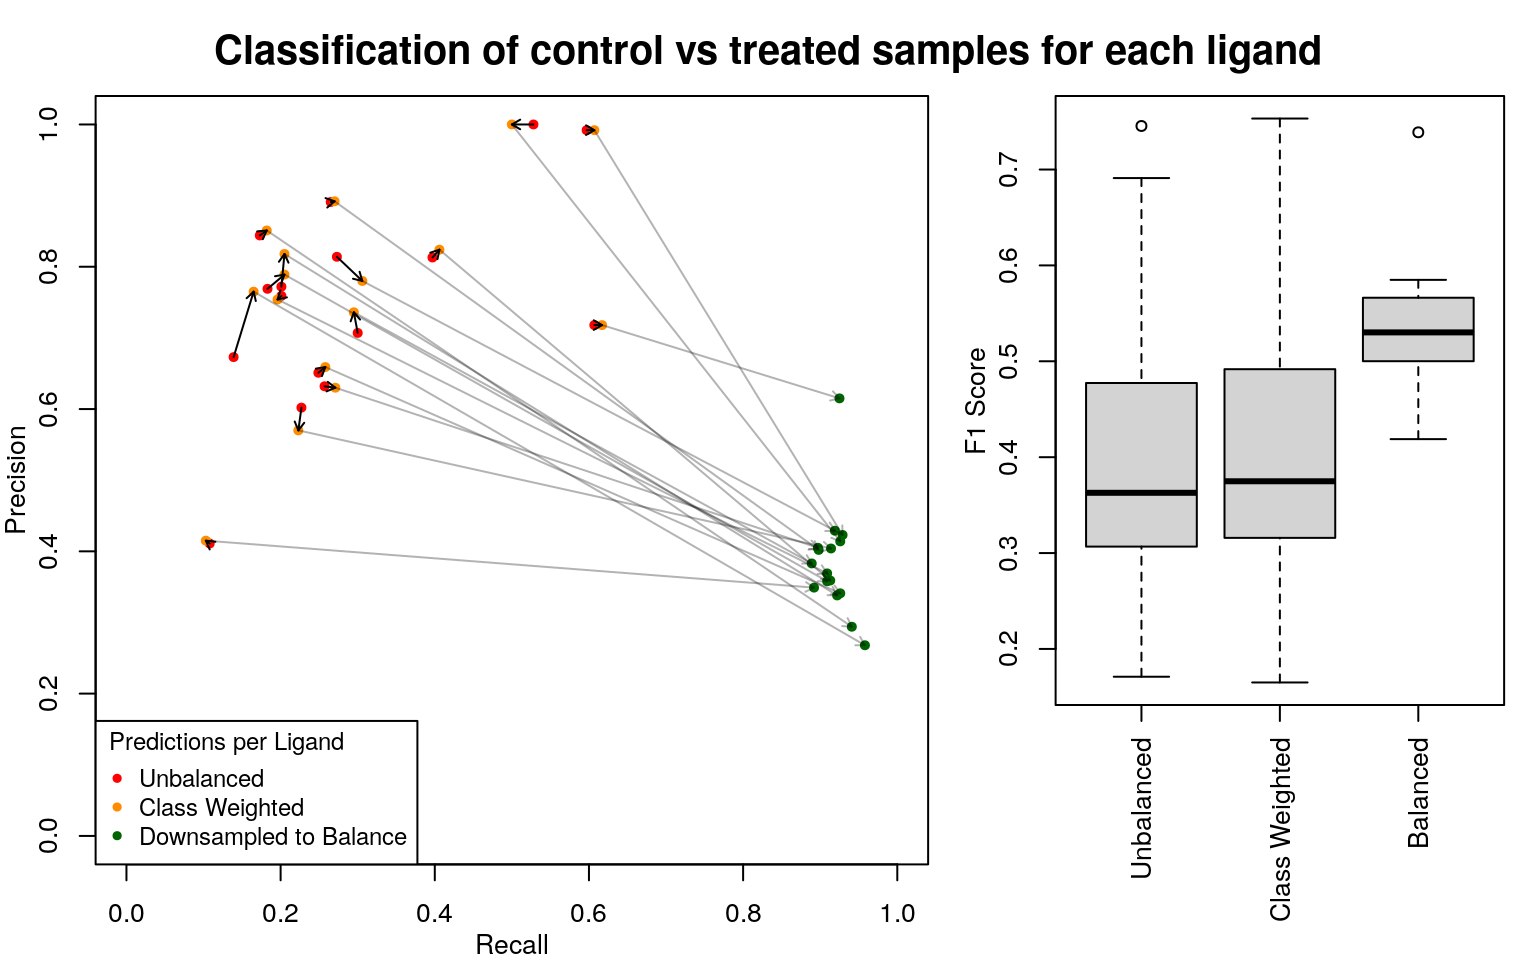 Classification of control vs treated samples for each ligand
Precision
1.0
0.8
0.6
0.4
0.2
0.0
Predictions per Ligand
Unbalanced
Class Weighted
Downsampled to Balance
0.0 0.2 0.4 0.6 0.8 1.0
Recall
F1 Score
0.7
0.6
0.5
0.4
0.3
0.2
Unbalanced
Class Weighted
Balanced